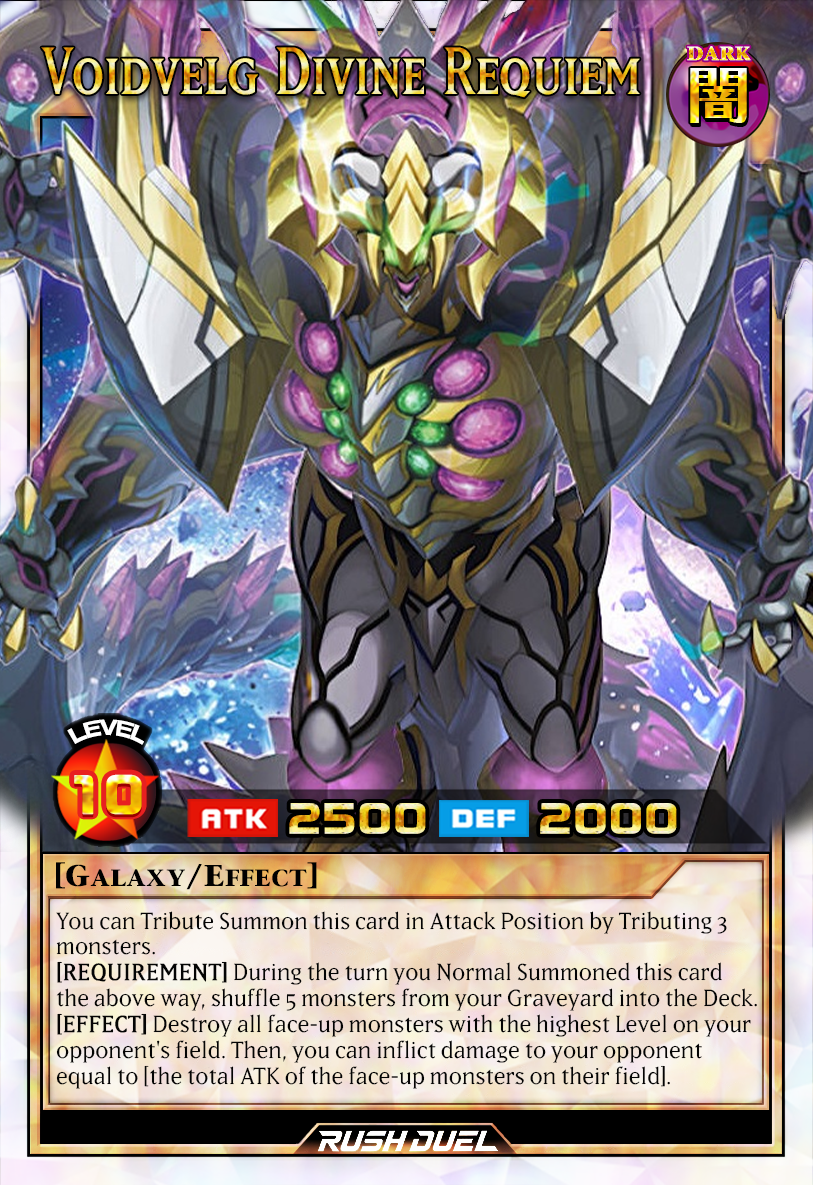 Voidvelg Divine Requiem
DARK
闇
LEVEL
10
ATK 2500 DEF 2000
[Galaxy/Effect]
You can Tribute Summon this card in Attack Position by Tributing 3
monsters.
[REQUIREMENT] During the turn you Normal Summoned this card
the above way, shuffle 5 monsters from your Graveyard into the Deck.
[EFFECT] Destroy all face-up monsters with the highest Level on your
opponent's field. Then, you can inflict damage to your opponent
equal to [the total ATK of the face-up monsters on their field].
RUSH DUEL